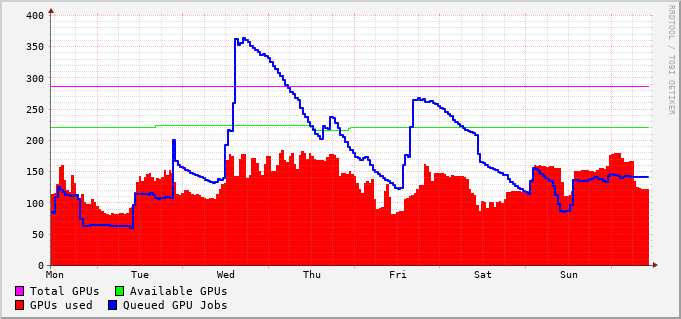 400
350
300
250
200
150
100
50
0
Mon Tue Wed Thu Fri Sat Sun
Total GPUs Available GPUs
GPUs used Queued GPU Jobs
RRDTOOL / TOBI OETIKER